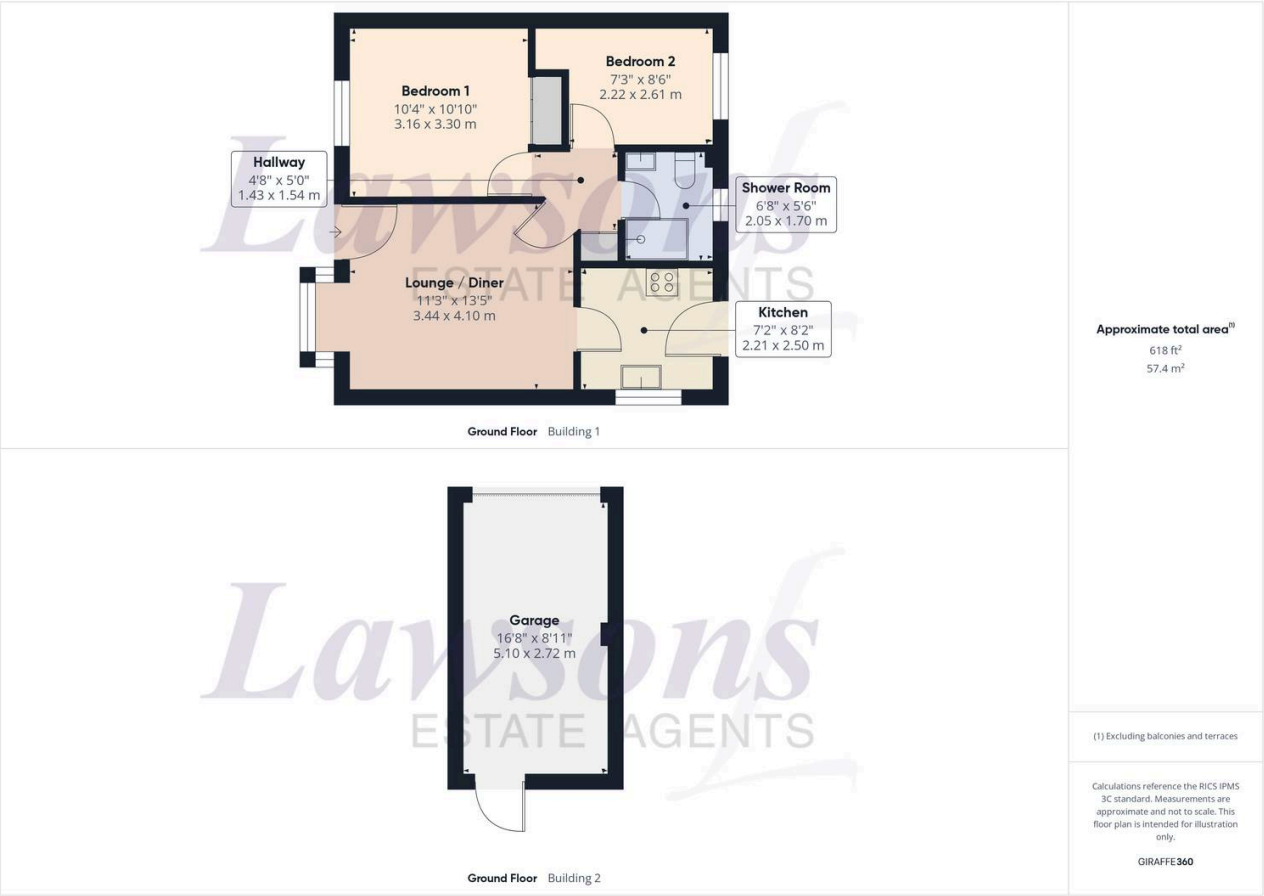 Bedroom 1
10'4" x 10'10"
3.16 x 3.30 m
Bedroom 2
7'3" x 8'6"
2.22 x 2.61 m
Hallway
4'8" x 5'0"
1.43 x 1.54 m
Shower Room
6'8" x 5'6"
2.05 x 1.70 m
Lawsons
ESTATE AGENTS
Lounge / Diner
11'3" x 13'5"
3.44 x 4.10 m
Kitchen
7'2" x 8'2"
2.21 x 2.50 m
Ground Floor Building 1
Approximate total area(1)
618 ft²
57.4 m²
Garage
16'8" x 8'11"
5.10 x 2.72 m
Lawsons
ESTATE AGENTS
Ground Floor Building 2
(1) Excluding balconies and terraces
Calculations reference the RICS IPMS
3C standard. Measurements are
approximate and not to scale. This
floor plan is intended for illustration
only.
GIRAFFE360